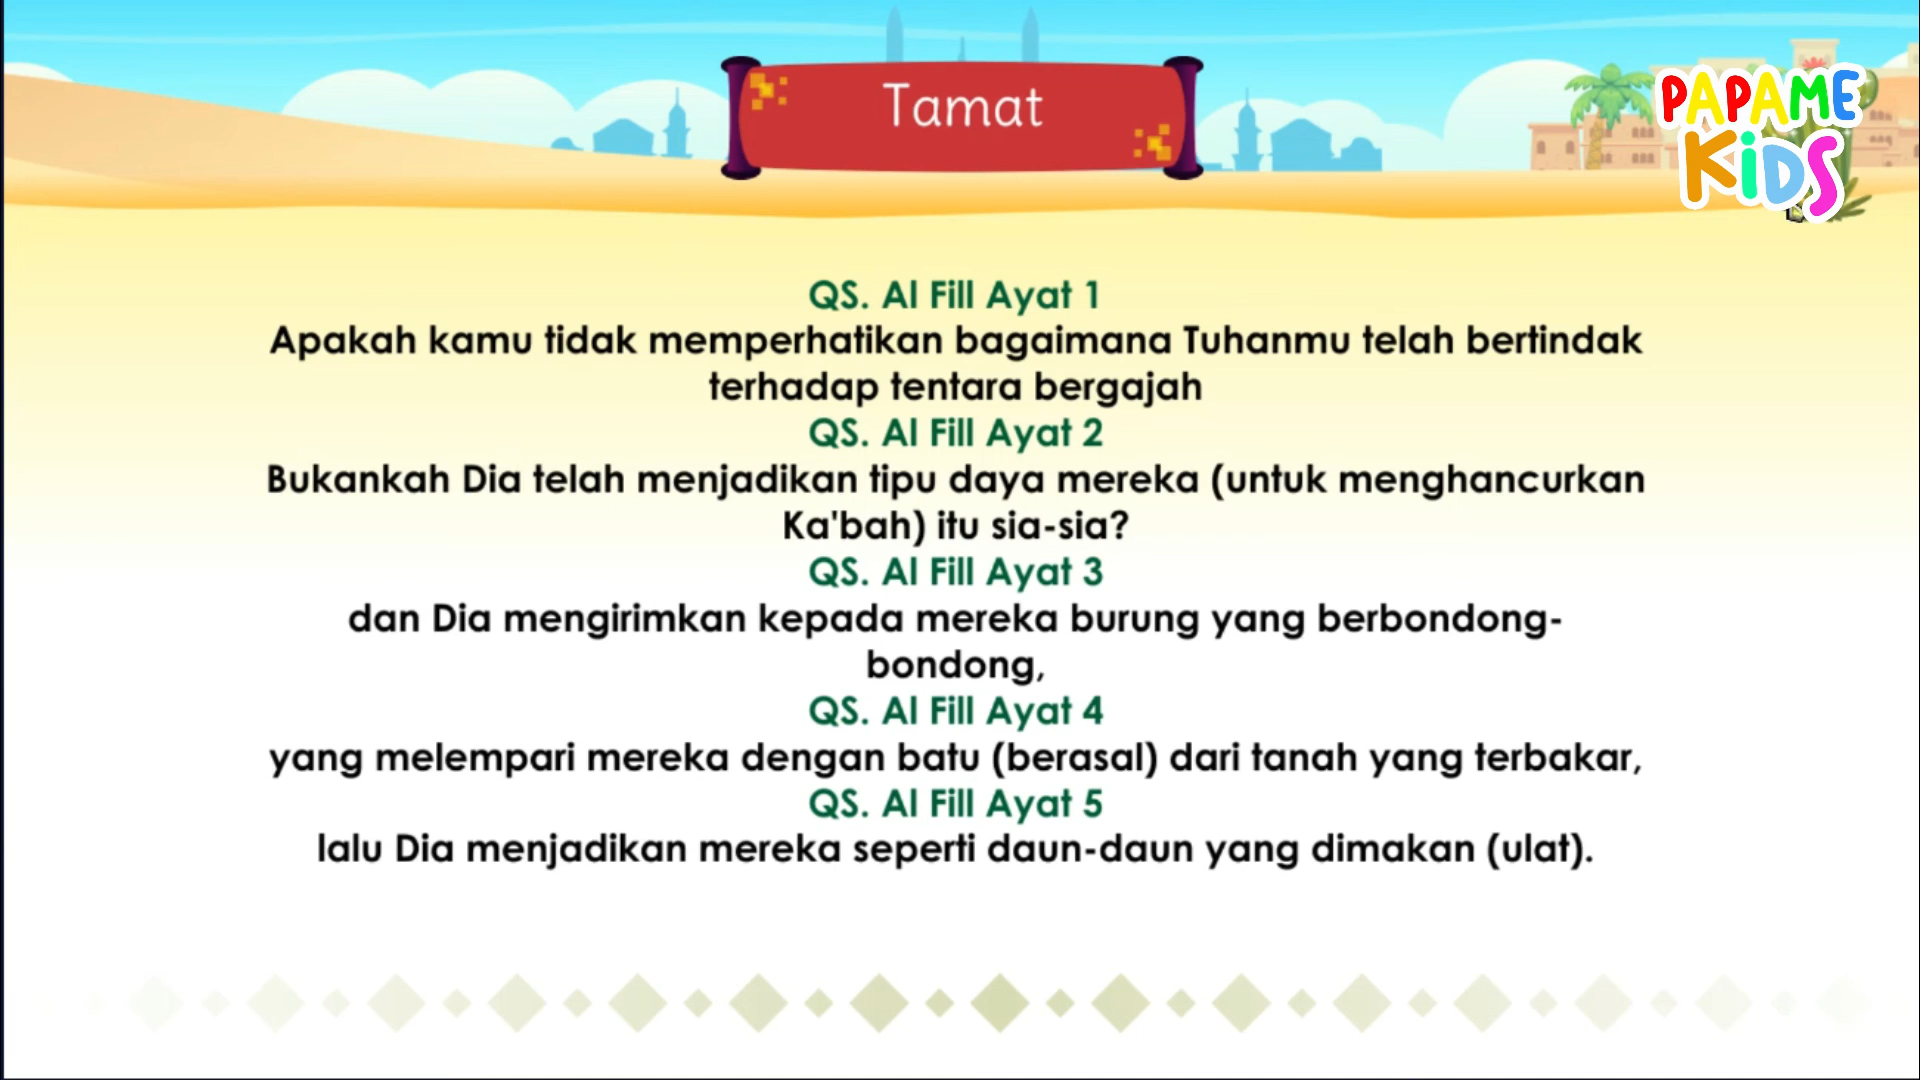 Tamat
PAPAME
KiDS
QS. Al Fill Ayat 1
Apakah kamu tidak memperhatikan bagaimana Tuhanmu telah bertindak
terhadap tentara bergajah
QS. Al Fill Ayat 2
Bukankah Dia telah menjadikan tipu daya mereka (untuk menghancurkan
Ka'bah) itu sia-sia?
QS. Al Fill Ayat 3
dan Dia mengirimkan kepada mereka burung yang berbondong-
bondong,
QS. Al Fill Ayat 4
yang melempari mereka dengan batu (berasal) dari tanah yang terbakar,
QS. Al Fill Ayat 5
lalu Dia menjadikan mereka seperti daun-daun yang dimakan (ulat).